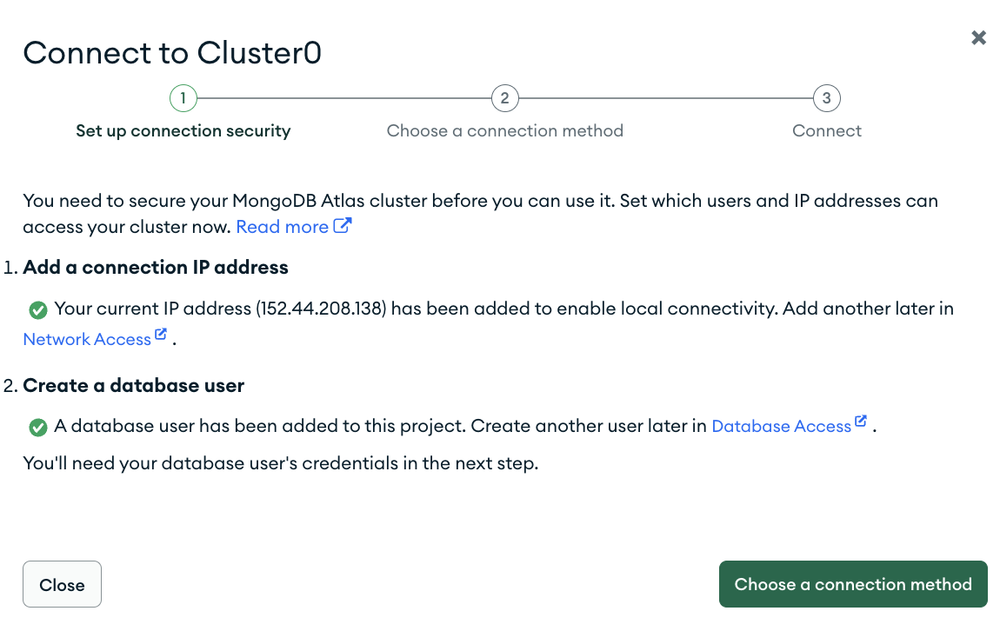 Connect to Cluster0
1
2
3
Set up connection security
Choose a connection method
Connect
You need to secure your MongoDB Atlas cluster before you can use it. Set which users and IP addresses can
access your cluster now. Read more
1. Add a connection IP address
Your current IP address (152.44.208.138) has been added to enable local connectivity. Add another later in
Network Access .
2. Create a database user
A database user has been added to this project. Create another user later in Database Access .
You'll need your database user's credentials in the next step.
Close
Choose a connection method